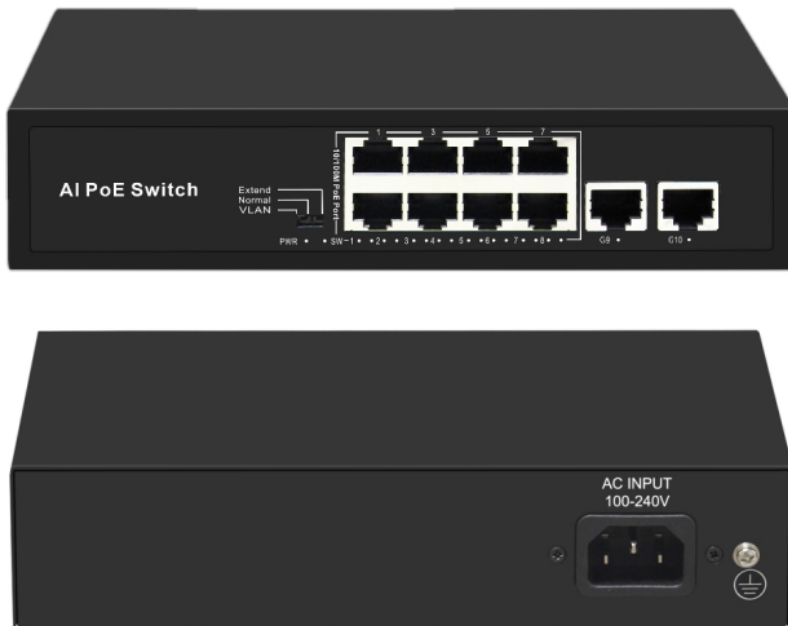 1 3 5 7
10/100M PoE Port
AI PoE Switch
Extend
Normal
VLAN
PWR SW 1 2 3 4 5 6 7 8
G9 G10
AC INPUT
100-240V